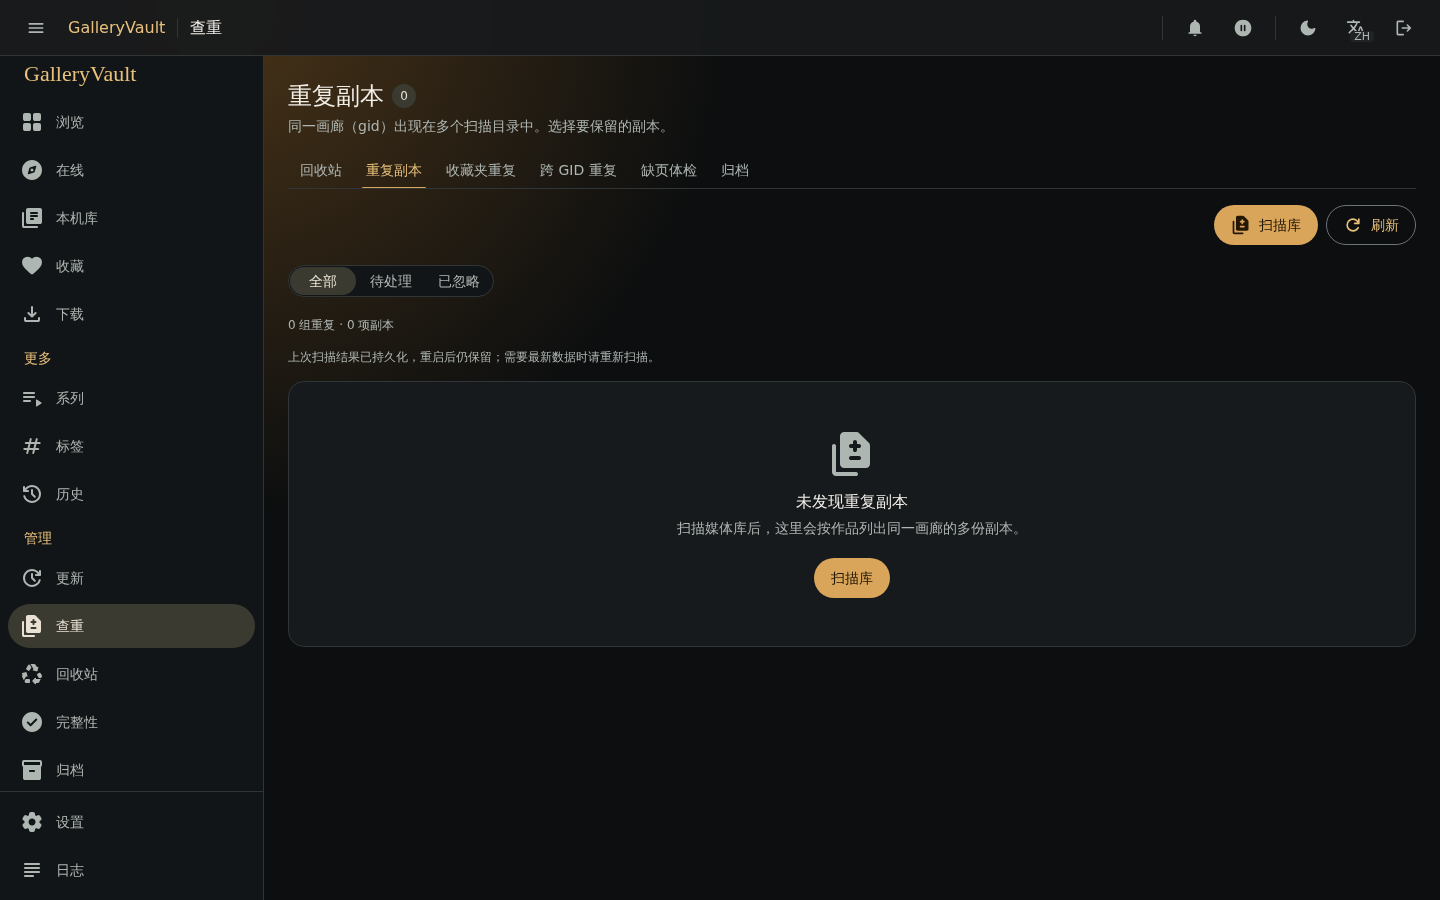 GalleryVault
查重
ZH
GalleryVault
浏览
在线
本机库
收藏
下载
更多
系列
标签
历史
管理
更新
查重
回收站
完整性
归档
设置
日志
重复副本 0
同一画廊（gid）出现在多个扫描目录中。选择要保留的副本。
回收站 重复副本 收藏夹重复 跨 GID 重复 缺页体检 归档
扫描库 刷新
全部 待处理 已忽略
0 组重复 · 0 项副本
上次扫描结果已持久化，重启后仍保留；需要最新数据时请重新扫描。
未发现重复副本
扫描媒体库后，这里会按作品列出同一画廊的多份副本。
扫描库